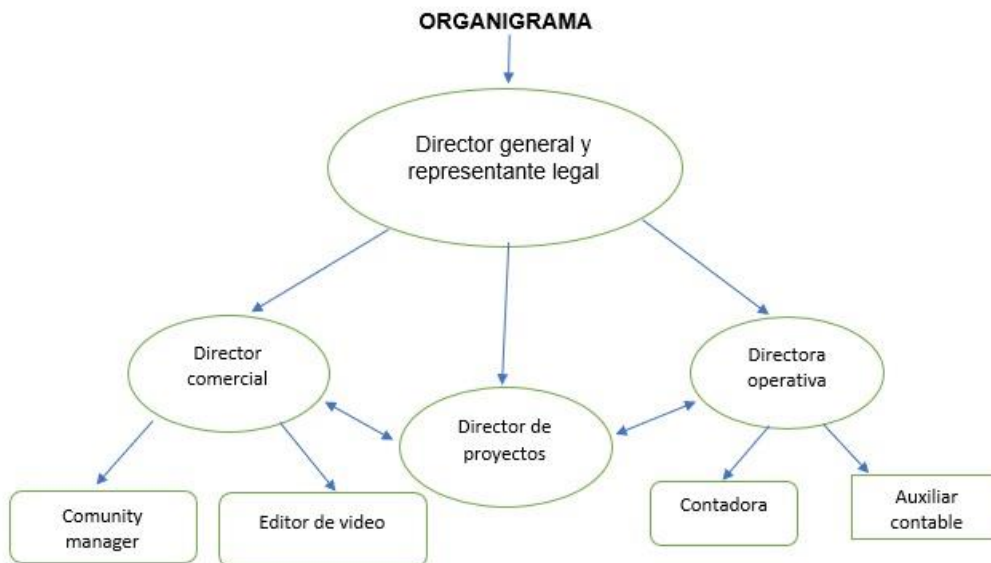 ORGANIGRAMA
Director general y
representante legal
Director
comercial
Directora
operativa
Director de
proyectos
Comunity
manager
Editor de video
Contadora
Auxiliar
contable